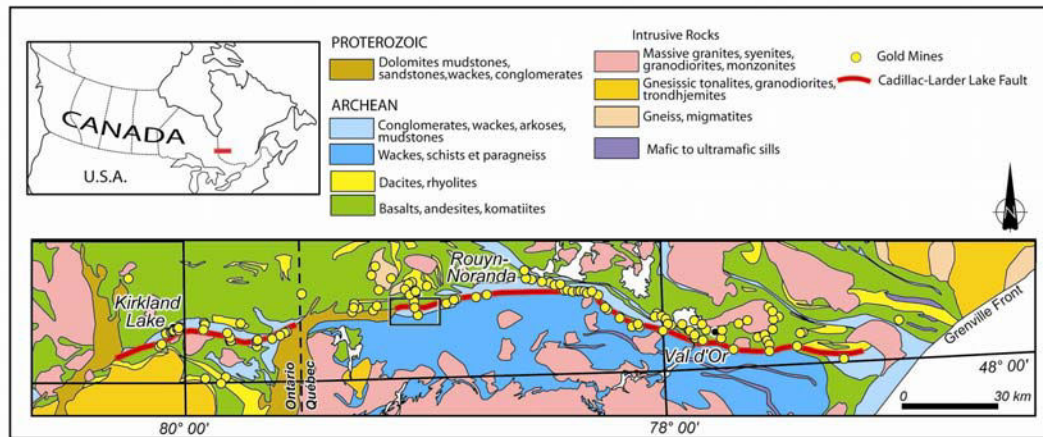 CANADA
U.S.A.
PROTEROZOIC
Dolomites mudstones,
sandstones,wackes, conglomerates
ARCHEAN
Conglomerates, wackes, arkoses,
mudstones
Wackes, schists et paragneiss
Dacites, rhyolites
Basalts, andesites, komatiites
Intrusive Rocks
Massive granites, syenites,
granodiorites, monzonites
Gneissic tonalites, granodiorites,
trondhjemites
Gneiss, migmatites
Mafic to ultramafic sills
Gold Mines
Cadillac-Larder Lake Fault
N
Kirkland
Lake
Rouyn-
Noranda
Val d'Or
Ontario
Québec
Grenville Front
48° 00'
0 30 km
80° 00'
78° 00'